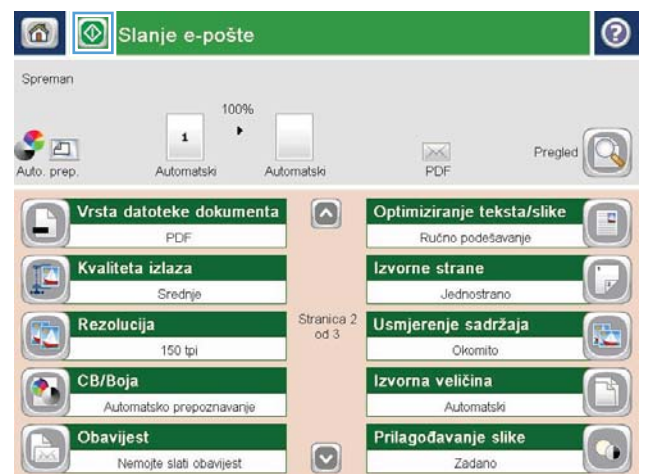 Slanje e-pošte
Spreman
100%
1
Auto. prep.
Automatski
Automatski
PDF
Pregled
Vrsta datoteke dokumenta
PDF
Optimiziranje teksta/slike
Ručno podešavanje
Kvaliteta izlaza
Srednje
Izvorne strane
Jednostrano
Rezolucija
150 tpi
Stranica 2
od 3
Usmjerenje sadržaja
Okomito
CB/Boja
Automatsko prepoznavanje
Izvorna veličina
Automatski
Obavijest
Nemojte slati obavijest
Prilagođavanje slike
Zadano